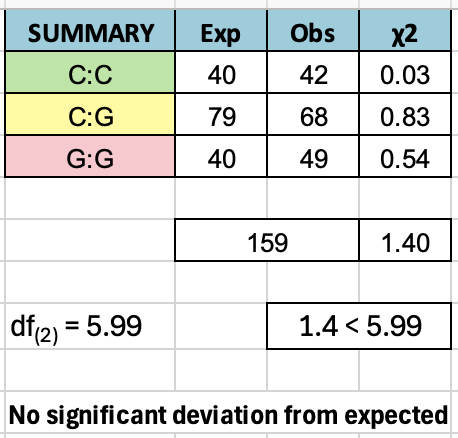 SUMMARY Exp Obs χ2
C:C 40 42 0.03
C:G 79 68 0.83
G:G 40 49 0.54
159 1.40
df(2) = 5.99 1.4 < 5.99
No significant deviation from expected